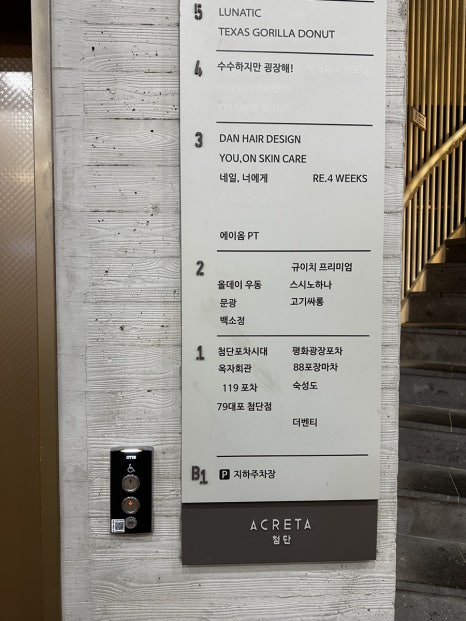 5
LUNATIC
TEXAS GORILLA DONUT
4
수수하지만 굉장해!
ORANGE BLUES
3
DAN HAIR DESIGN
YOU,ON SKIN CARE
네일, 너에게 RE.4 WEEKS
에이옴 PT
2
규이치 프리미엄
올데이 우동 스시노하나
문광 고기싸롱
백소정
1
첨단포차시대 평화광장포차
옥자회관 88포장마차
119 포차 숙성도
79대포 첨단점
더벤티
B1
P 지하주차장
OTIS
ACRETA
첨단